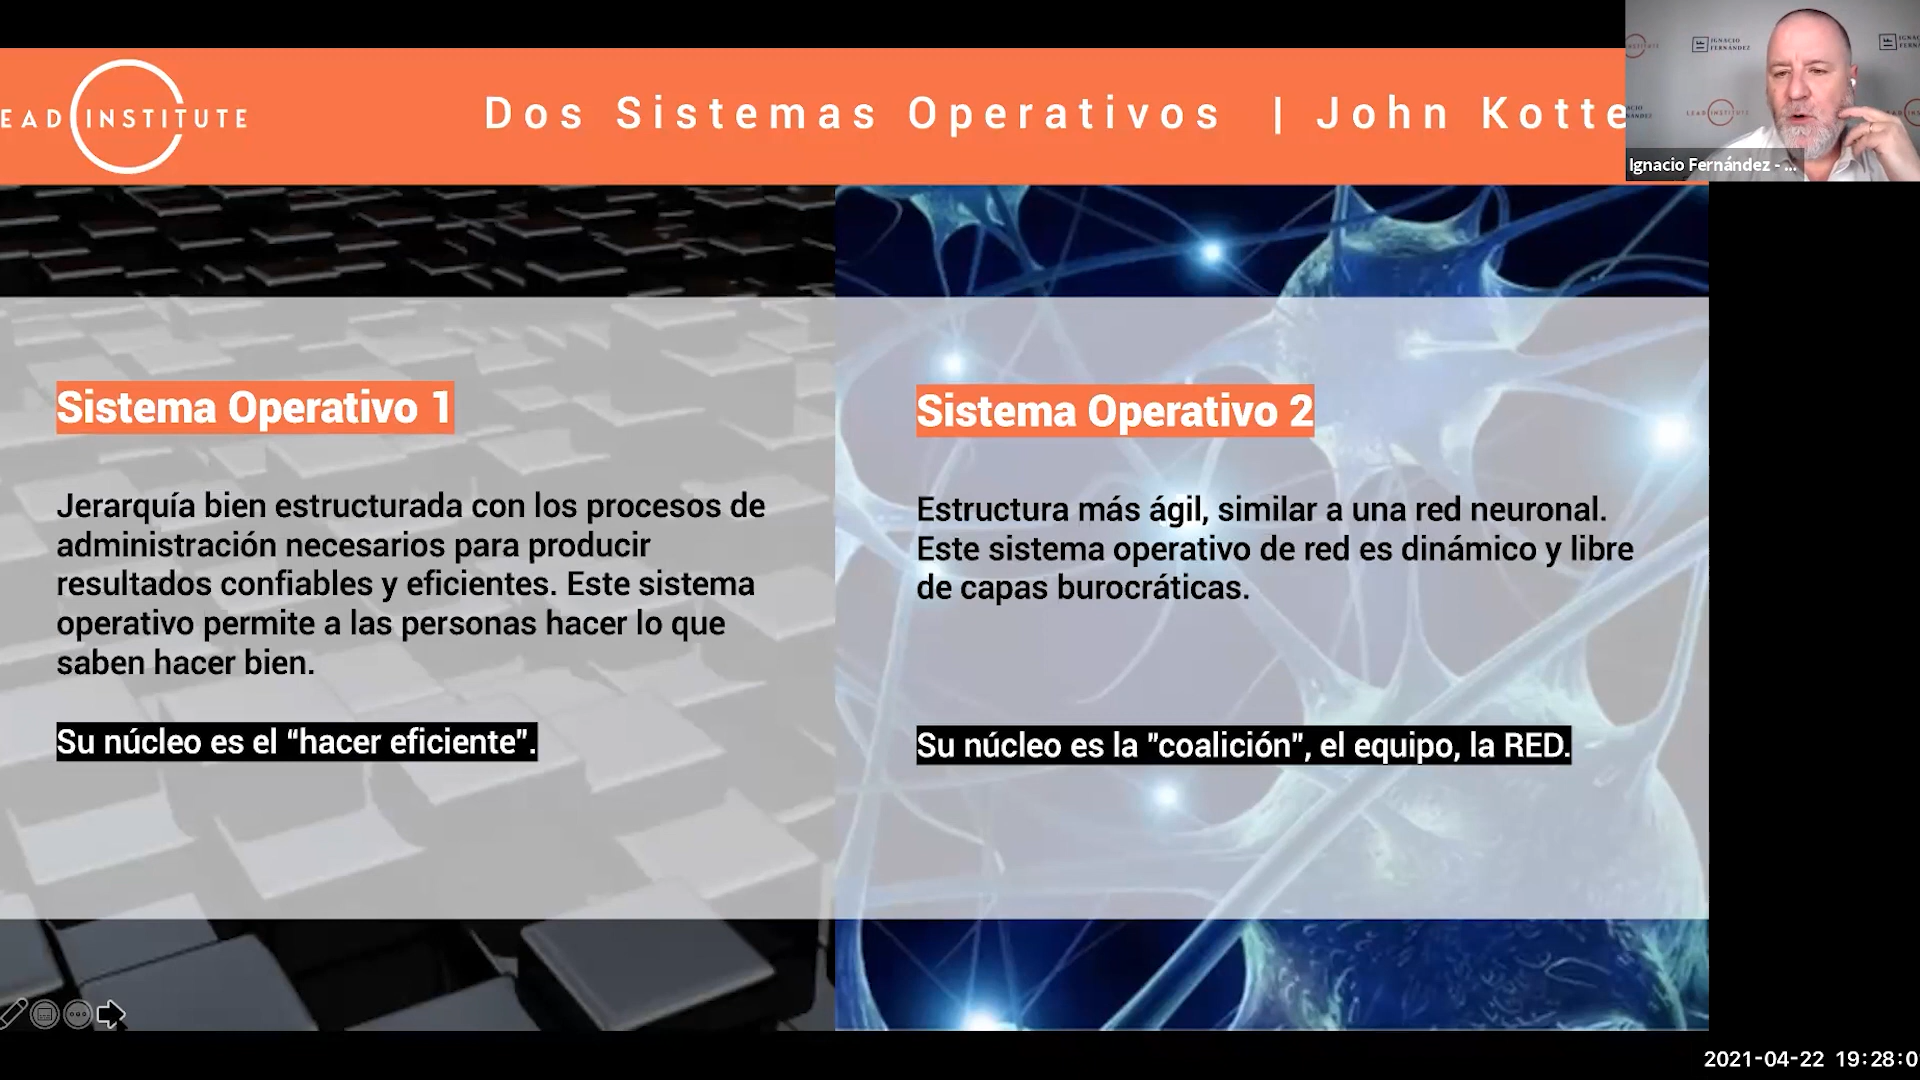 EAD INSTITUTE
Dos Sistemas Operativos | John Kotte
IGNACIO
FERNÁNDEZ
Ignacio Fernández - ...
Sistema Operativo 1
Jerarquía bien estructurada con los procesos de
administración necesarios para producir
resultados confiables y eficientes. Este sistema
operativo permite a las personas hacer lo que
saben hacer bien.
Su núcleo es el “hacer eficiente”.
Sistema Operativo 2
Estructura más ágil, similar a una red neuronal.
Este sistema operativo de red es dinámico y libre
de capas burocráticas.
Su núcleo es la "coalición", el equipo, la RED.
2021-04-22 19:28:0